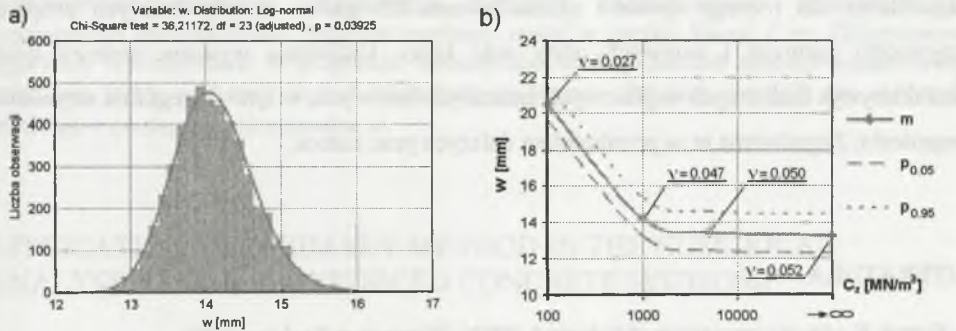 a)
Variable: w, Distribution: Log-normal
Chi-Square test = 36,21172, df = 23 (adjusted) , p = 0,03925
Liczba obserwacji
600
500
400
300
200
100
0
12 13 14 15 16 17
w [mm]
b)
w [mm]
24
22
20
18
16
14
12
10
ν=0.027
ν=0.047
ν=0.050
ν=0.052
100 1000 10000 →∞
C₂ [MN/m³]
m
p₀.₀₅
p₀.₉₅